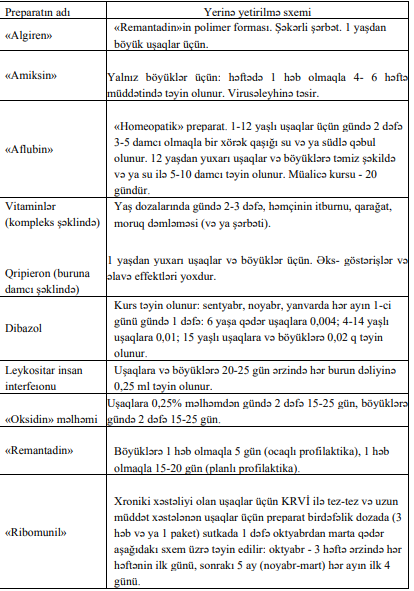 Preparatın adı
Yerinə yetirilmə sxemi
«Algiren»
«Remantadin»in polimer forması. Şəkərli şərbət. 1 yaşdan
böyük uşaqlar üçün.
«Amiksin»
Yalnız böyüklər üçün: həftədə 1 həb olmaqla 4- 6 həftə
müddətində təyin olunur. Virusəleyhinə təsir.
«Aflubin»
«Homeopatik» preparat. 1-12 yaşlı uşaqlar üçün gündə 2 dəfə
3-5 damcı olmaqla bir xörək qaşığı su və ya südlə qəbul
olunur. 12 yaşdan yuxarı uşaqlar və böyüklərə təmiz şəkildə
və ya su ilə 5-10 damcı təyin olunur. Müalicə kursu - 20
gündür.
Vitaminlər
(kompleks şəklində)
Yaş dozalarında gündə 2-3 dəfə, həmçinin itburnu, qarağat,
moruq dəmləməsi (və ya şərbəti).
Qripieron (buruna
damcı şəklində)
1 yaşdan yuxarı uşaqlar və böyüklər üçün. Əks- göstərişlər və
əlavə effektləri yoxdur.
Dibazol
Kurs təyin olunur: sentyabr, noyabr, yanvarda hər ayın 1-ci
günü gündə 1 dəfə: 6 yaşa qədər uşaqlara 0,004; 4-14 yaşlı
uşaqlara 0,01; 15 yaşlı uşaqlara və böyüklərə 0,02 q təyin
olunur.
Leykositar insan
interfeıonu
Uşaqlara və böyüklərə 20-25 gün ərzində hər burun dəliyinə
0,25 ml təyin olunur.
«Oksidin» məlhəmi
Uşaqlara 0,25% məlhəmdən gündə 2 dəfə 15-25 gün, böyüklərə
gündə 2 dəfə 15-25 gün.
«Remantadin»
Böyüklərə 1 həb olmaqla 5 gün (ocaqlı profilaktika), 1 həb
olmaqla 15-20 gün (planlı profilaktika).
«Ribomunil»
Xroniki xəstəliyi olan uşaqlar üçün KRVİ ilə tez-tez və uzun
müddət xəstələnən uşaqlar üçün preparat birdəfəlik dozada (3
həb və ya 1 paket) sutkada 1 dəfə oktyabrdan marta qədər
aşağıdakı sxem üzrə təyin edilir: oktyabr - 3 həftə ərzində hər
həftənin ilk günü, sonrakı 5 ay (noyabr-mart) hər ayın ilk 4
günü.